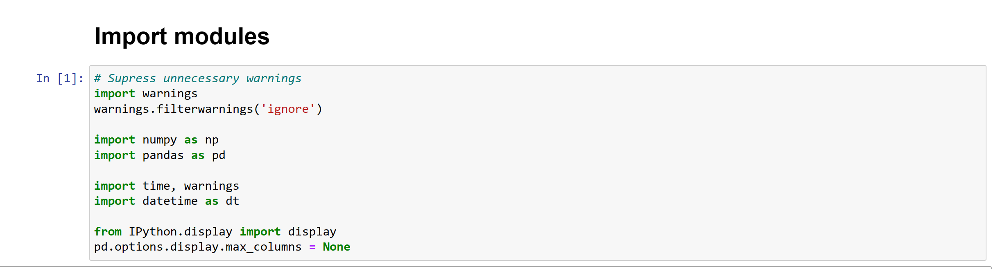 Import modules
In [1]: # Supress unnecessary warnings
import warnings
warnings.filterwarnings('ignore')
import numpy as np
import pandas as pd
import time, warnings
import datetime as dt
from IPython.display import display
pd.options.display.max_columns = None